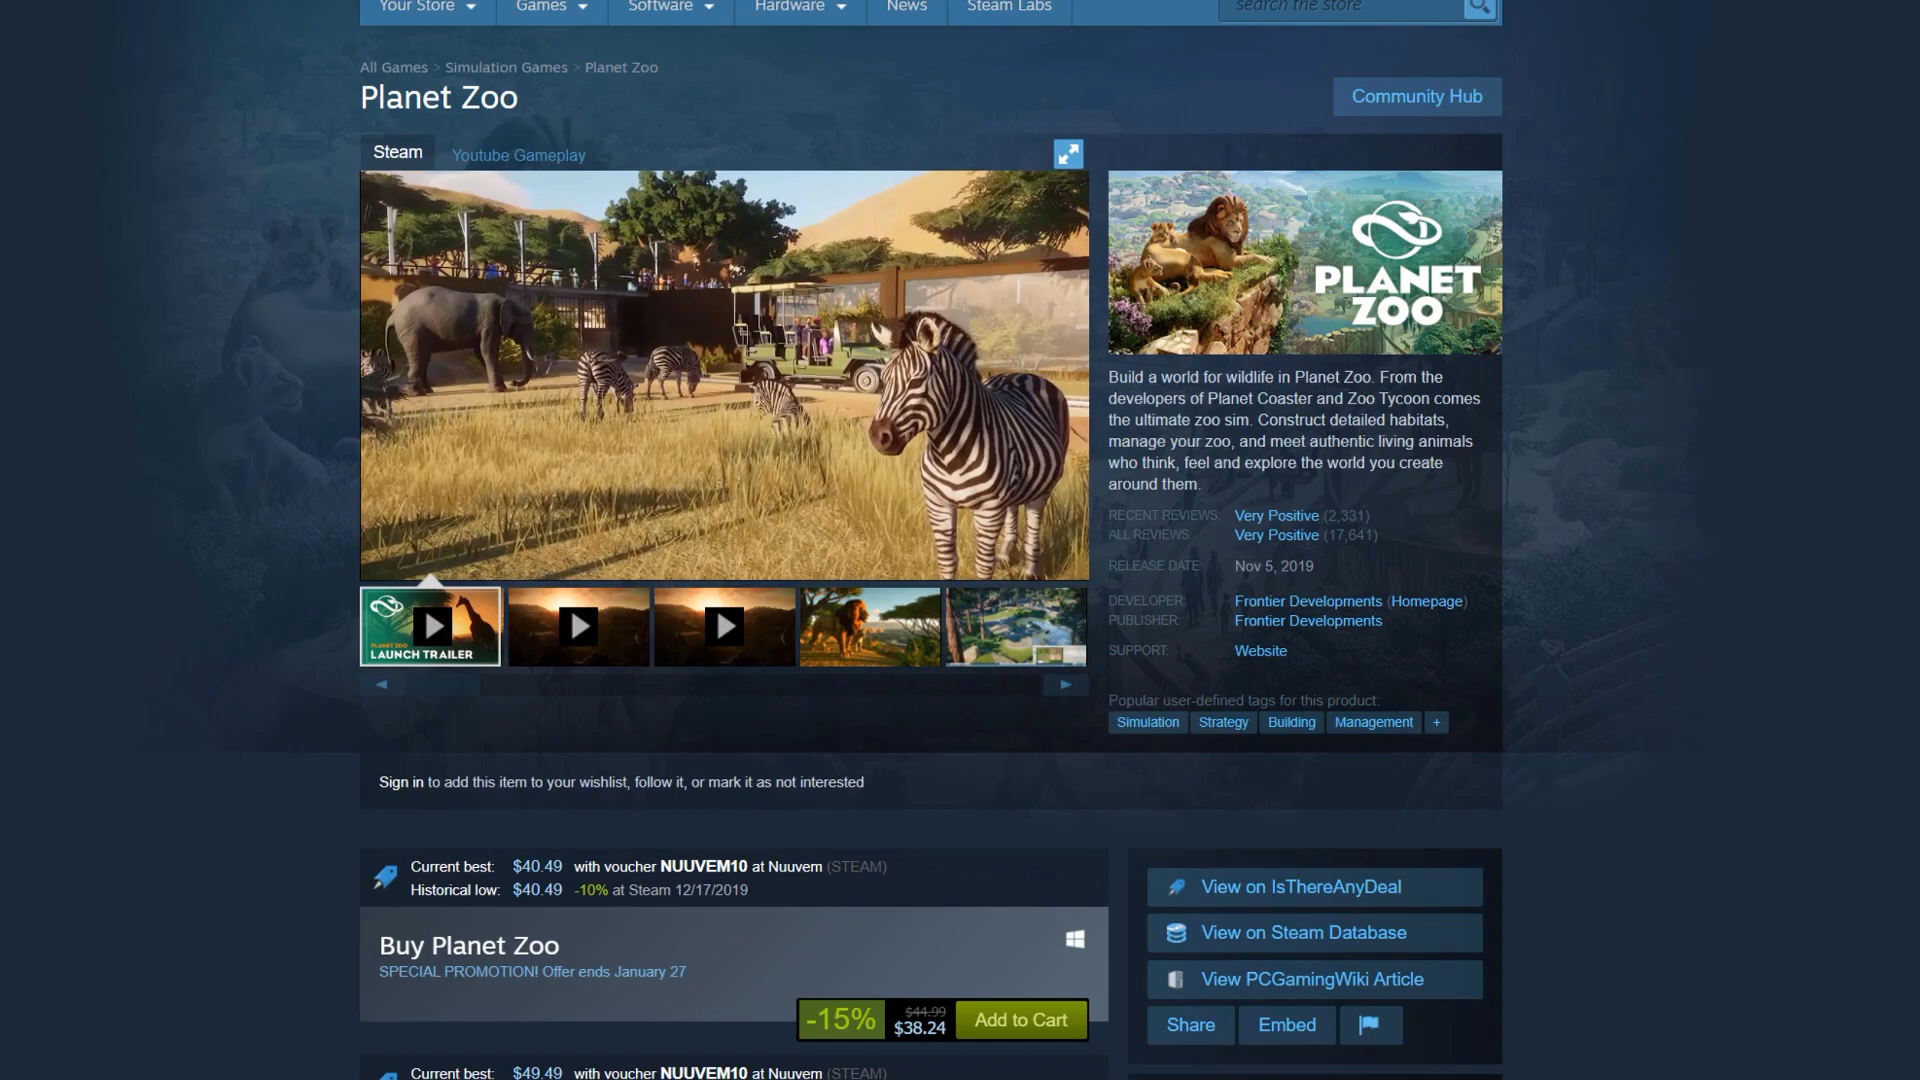 Your Store
Games
Software
Hardware
News
Steam Labs
search the store
All Games > Simulation Games > Planet Zoo
Planet Zoo
Community Hub
Steam
Youtube Gameplay
PLANET
ZOO
Build a world for wildlife in Planet Zoo. From the
developers of Planet Coaster and Zoo Tycoon comes
the ultimate zoo sim. Construct detailed habitats,
manage your zoo, and meet authentic living animals
who think, feel and explore the world you create
around them.
RECENT REVIEWS: Very Positive (2,331)
ALL REVIEWS: Very Positive (17,641)
RELEASE DATE: Nov 5, 2019
DEVELOPER: Frontier Developments (Homepage)
PUBLISHER: Frontier Developments
SUPPORT: Website
PLANET ZOO
LAUNCH TRAILER
Popular user-defined tags for this product:
Simulation Strategy Building Management +
Sign in to add this item to your wishlist, follow it, or mark it as not interested
Current best: $40.49 with voucher NUUVEM10 at Nuuvem (STEAM)
Historical low: $40.49 -10% at Steam 12/17/2019
Buy Planet Zoo
SPECIAL PROMOTION! Offer ends January 27
-15% $44.99 $38.24 Add to Cart
Current best: $49.49 with voucher NUUVEM10 at Nuuvem (STEAM)
View on IsThereAnyDeal
View on Steam Database
View PCGamingWiki Article
Share
Embed